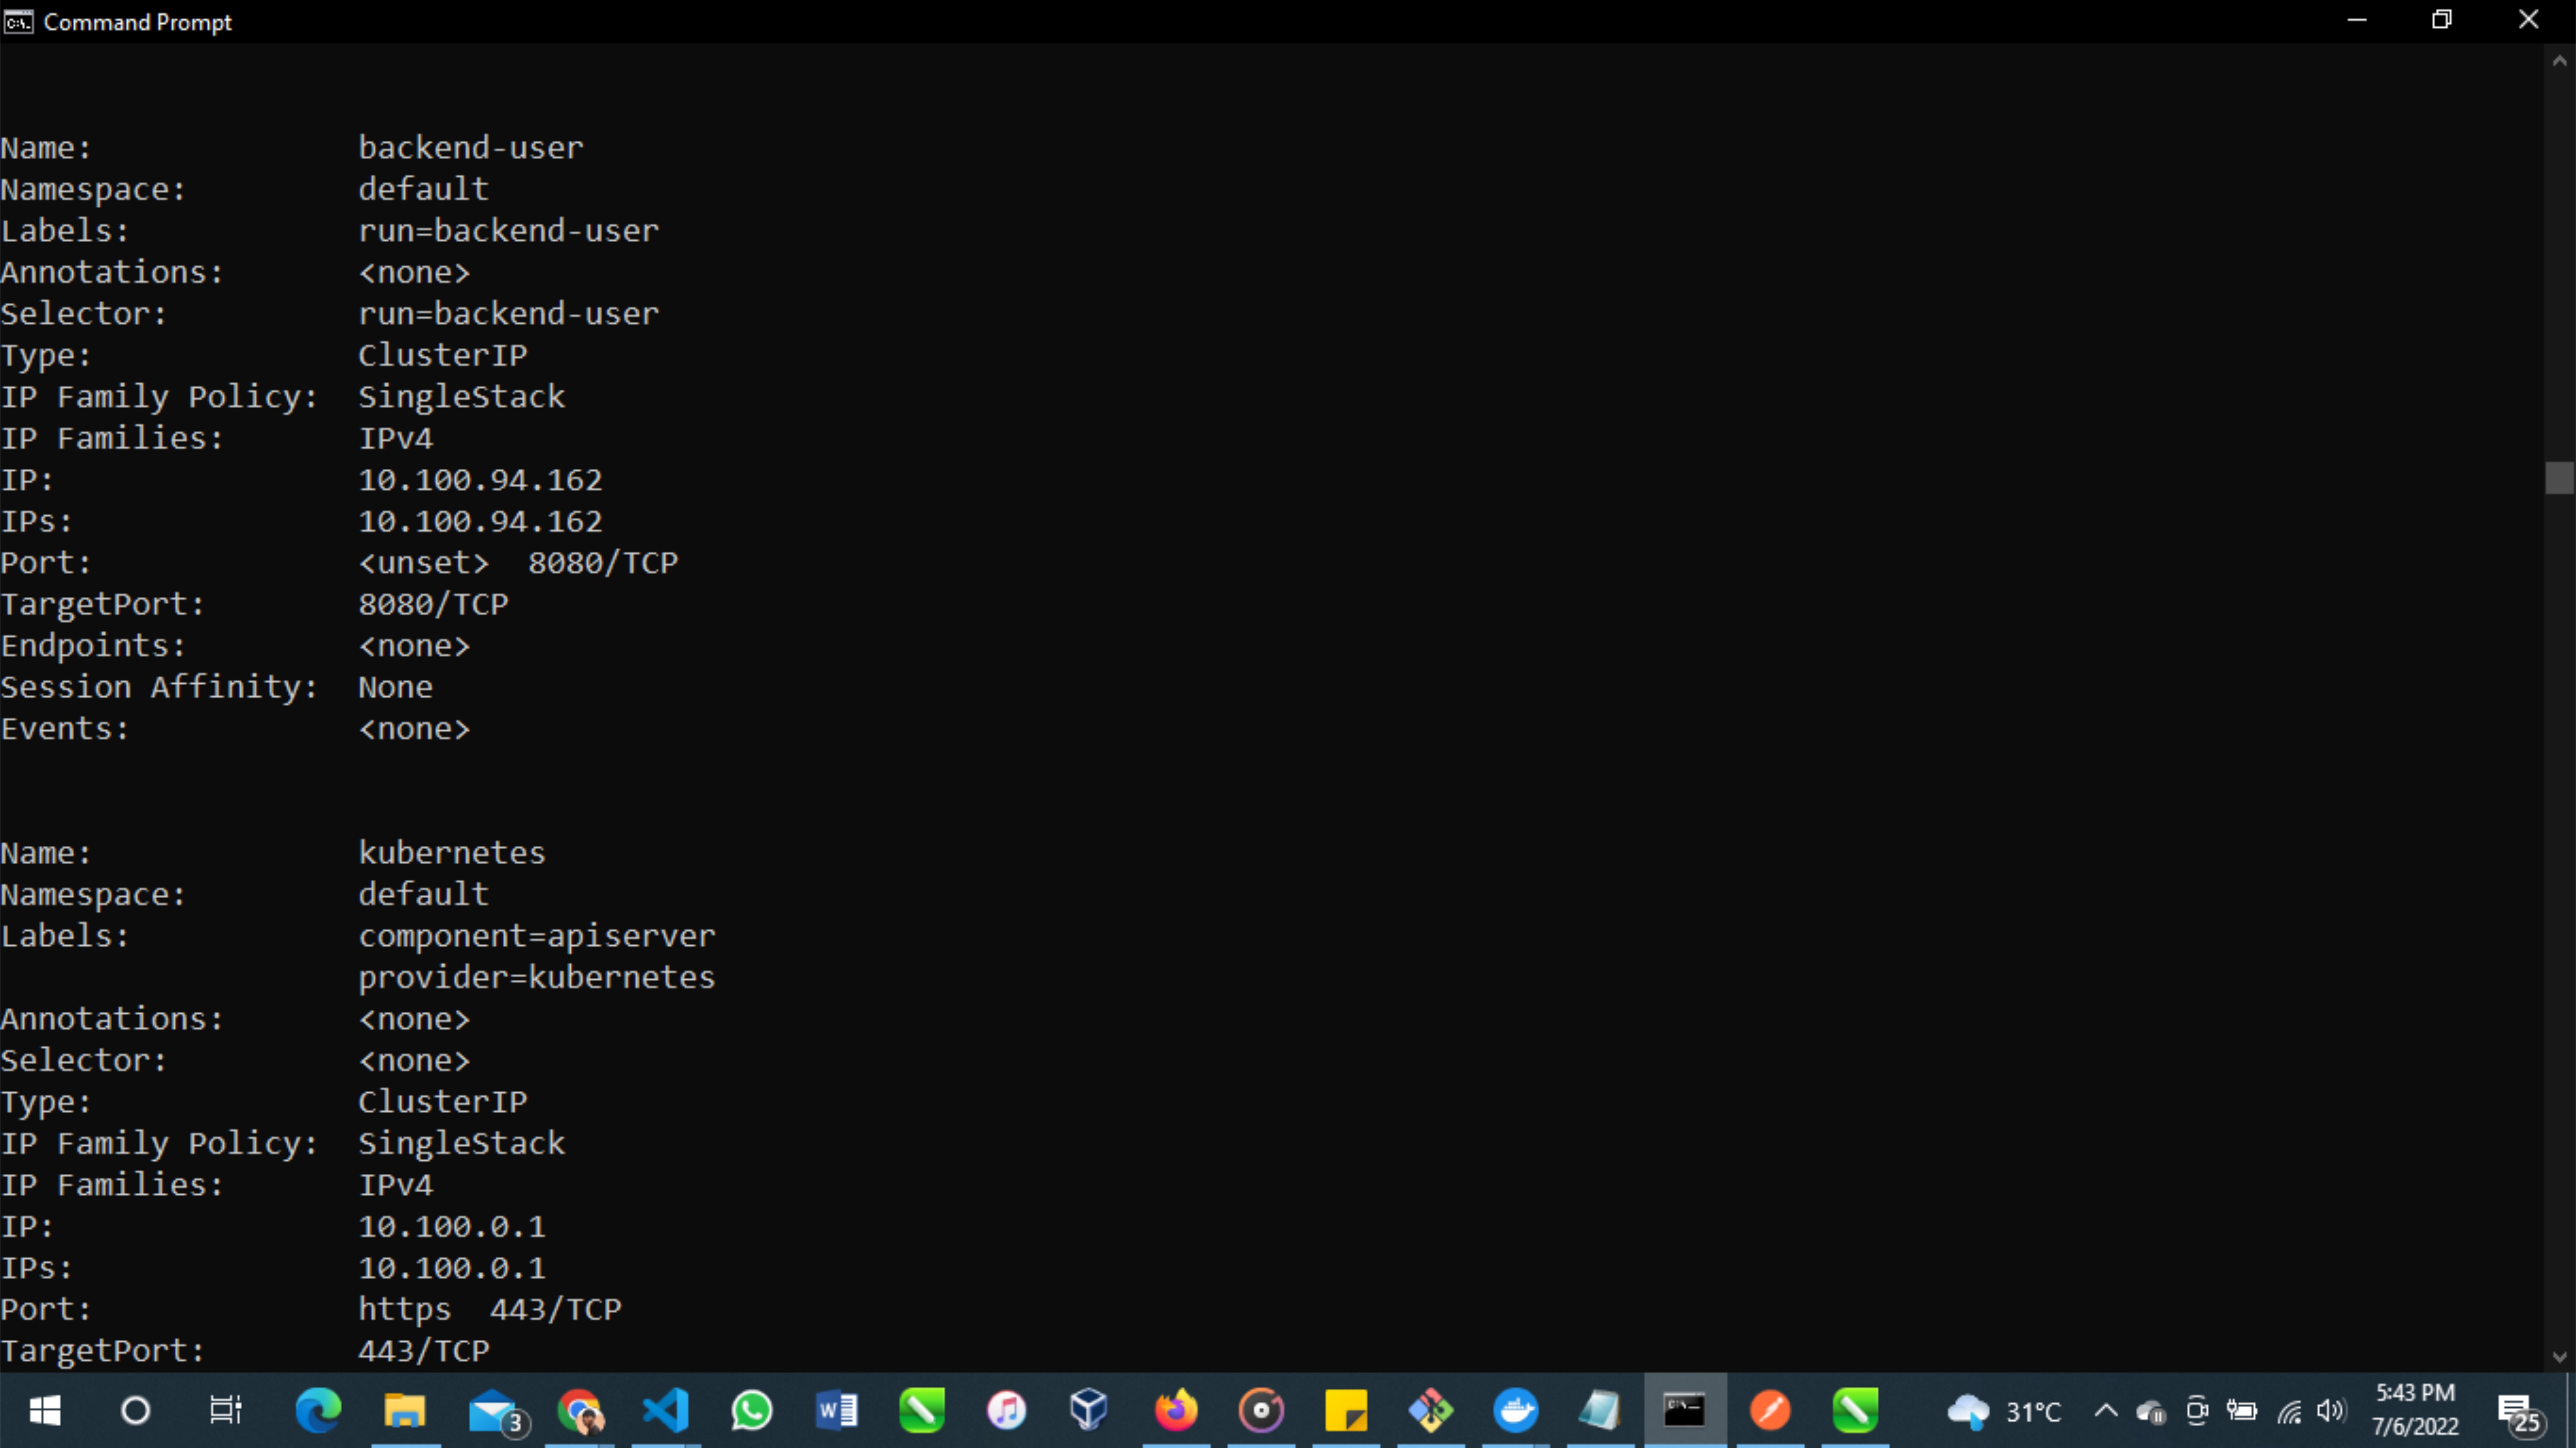 Command Prompt
Name: backend-user
Namespace: default
Labels: run=backend-user
Annotations: <none>
Selector: run=backend-user
Type: ClusterIP
IP Family Policy: SingleStack
IP Families: IPv4
IP: 10.100.94.162
IPs: 10.100.94.162
Port: <unset> 8080/TCP
TargetPort: 8080/TCP
Endpoints: <none>
Session Affinity: None
Events: <none>
Name: kubernetes
Namespace: default
Labels: component=apiserver
provider=kubernetes
Annotations: <none>
Selector: <none>
Type: ClusterIP
IP Family Policy: SingleStack
IP Families: IPv4
IP: 10.100.0.1
IPs: 10.100.0.1
Port: https 443/TCP
TargetPort: 443/TCP
3
31°C
5:43 PM
7/6/2022
25